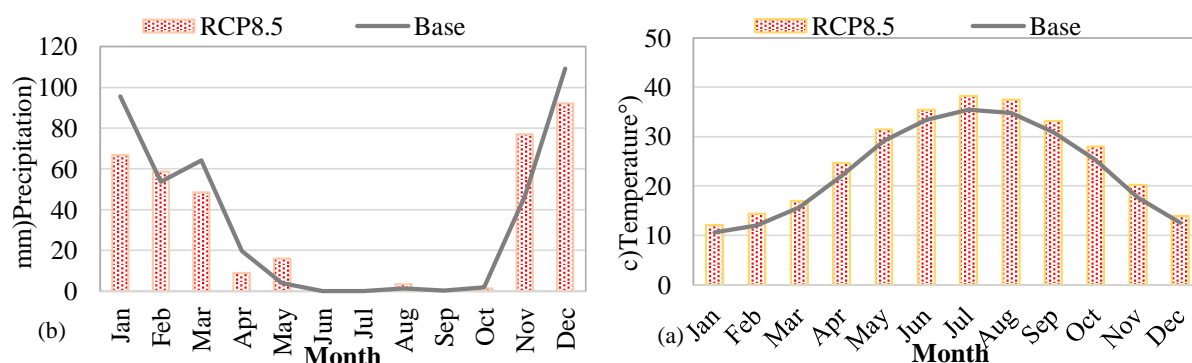 RCP8.5 Base
120
100
80
60
40
20
0
mm)Precipitation)
Jan Feb Mar Apr May Jun Jul Aug Sep Oct Nov Dec
(b) Month
RCP8.5 Base
50
40
30
20
10
0
c)Temperature°)
Jan Feb Mar Apr May Jun Jul Aug Sep Oct Nov Dec
(a) Month